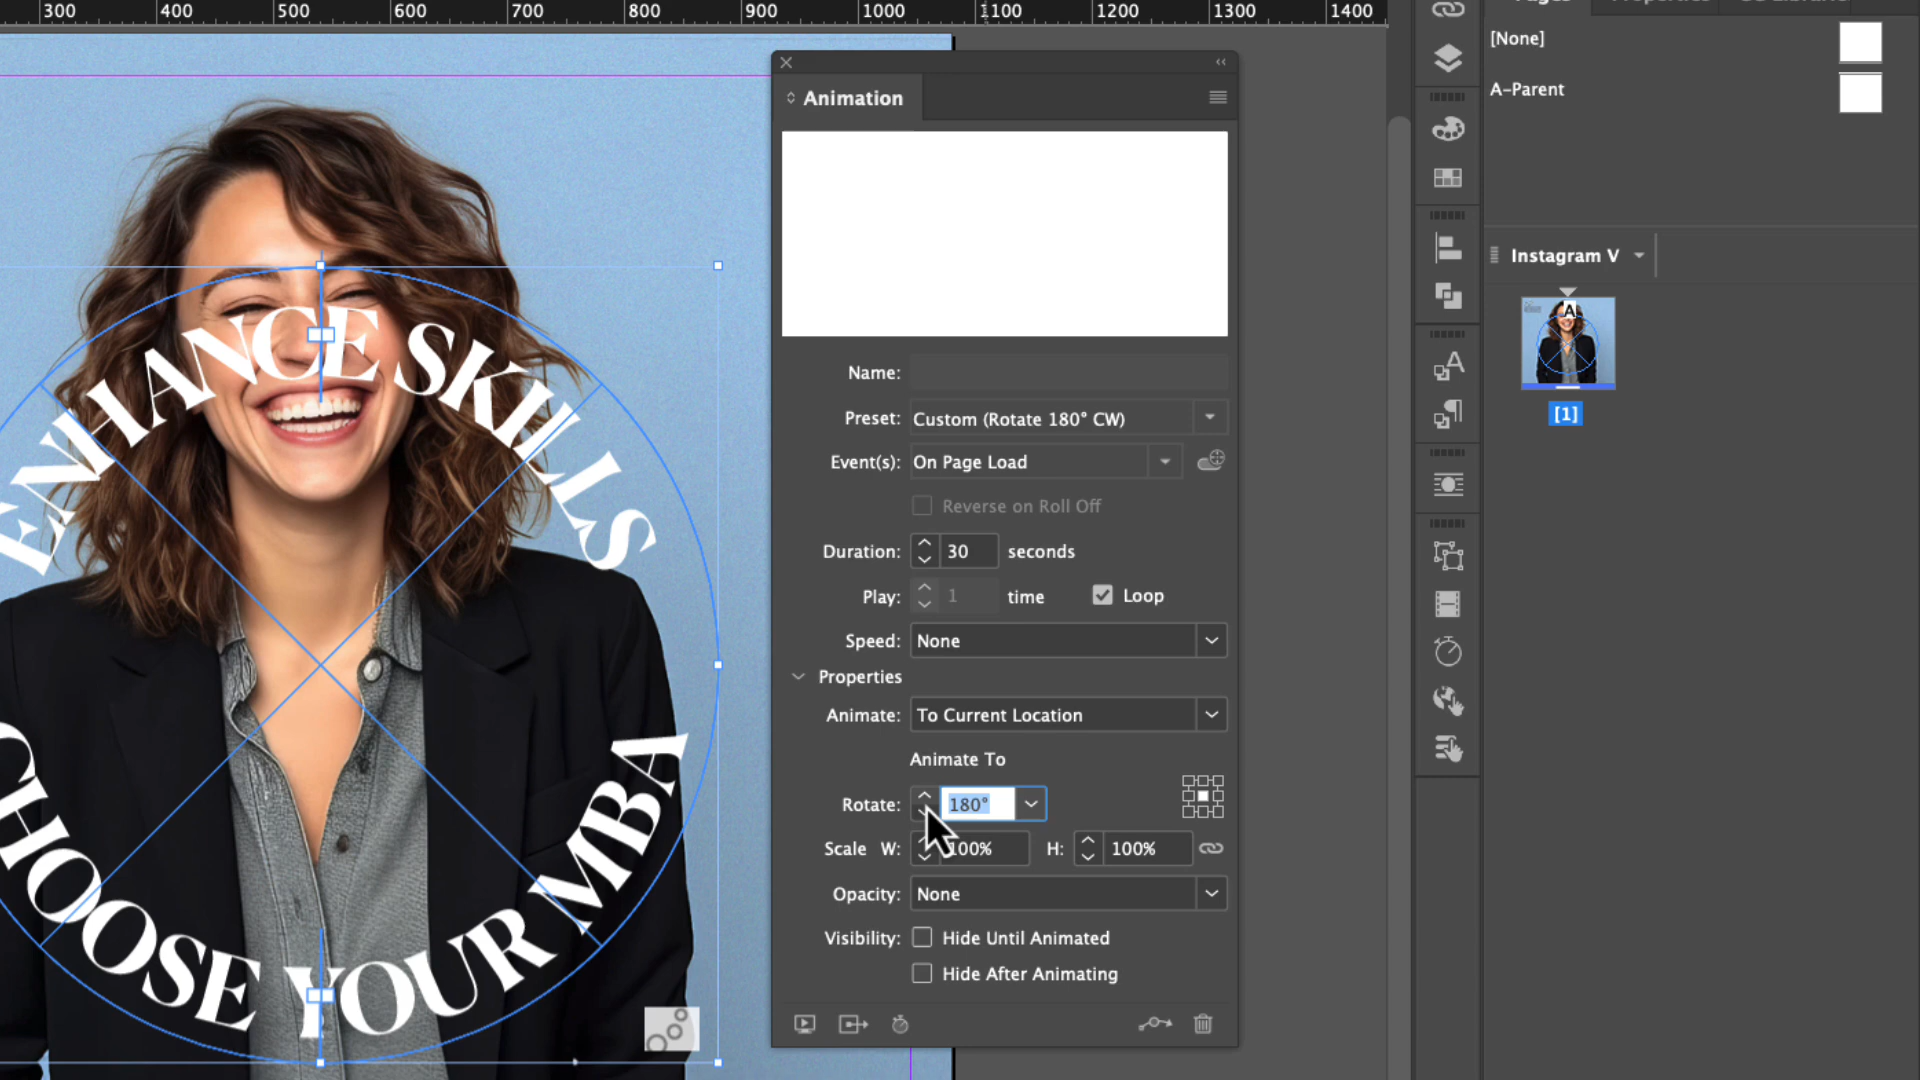 300 400 500 600 700 800 900 1000 1100 1200 1300 1400
[None]
A-Parent
Instagram V
A
[1]
Animation
Name:
Preset: Custom (Rotate 180° CW)
Event(s): On Page Load
Reverse on Roll Off
Duration: 30 seconds
Play: 1 time Loop
Speed: None
Properties
Animate: To Current Location
Animate To
Rotate: 180°
Scale W: 100% H: 100%
Opacity: None
Visibility: Hide Until Animated
Hide After Animating
ENHANCE SKILLS
CHOOSE YOUR MBA